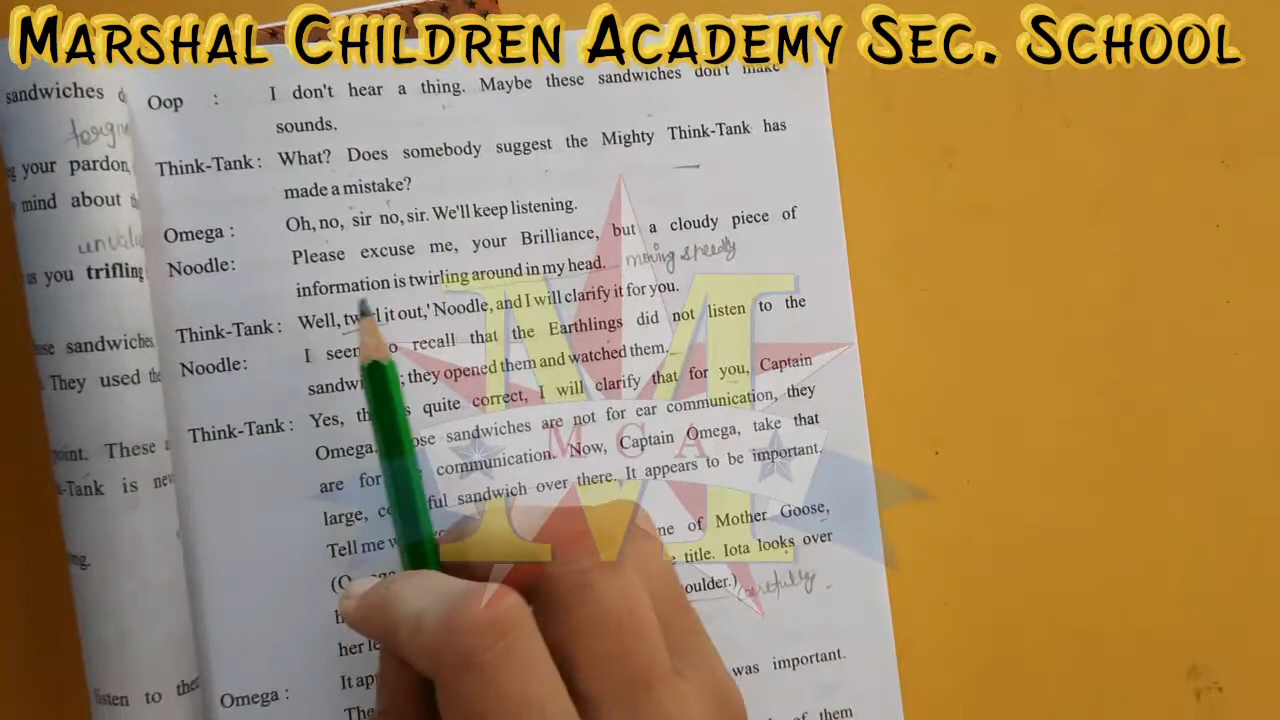 MARSHAL CHILDREN ACADEMY SEC. SCHOOL
sandwiches
your pardon,
mind about
us you trifling
sandwiches.
They used the
point. These
Tank is
listen to
Oop : I don't hear a thing. Maybe these sandwiches don't make
sounds.
Think-Tank : What? Does somebody suggest the Mighty Think-Tank has
made a mistake?
Omega : Oh, no, sir no, sir. We'll keep listening.
Noodle: Please excuse me, your Brilliance, but a cloudy piece of
information is twirling around in my head. moving speedly
Think-Tank : Well, it out,' Noodle, and I will clarify it for you.
Noodle: I recall that the Earthlings did not listen to the
they opened them and watched them.
Think-Tank : Yes, quite correct, I will clarify that for you, Captain
Omega. sandwiches are not for ear communication, they
are for communication. Now, Captain Omega, take that
large, sandwich over there. It appears to be important.
Tell me of Mother Goose,
title. Iota looks over
carefully
her
Omega : It was important.
of them
M C A
M